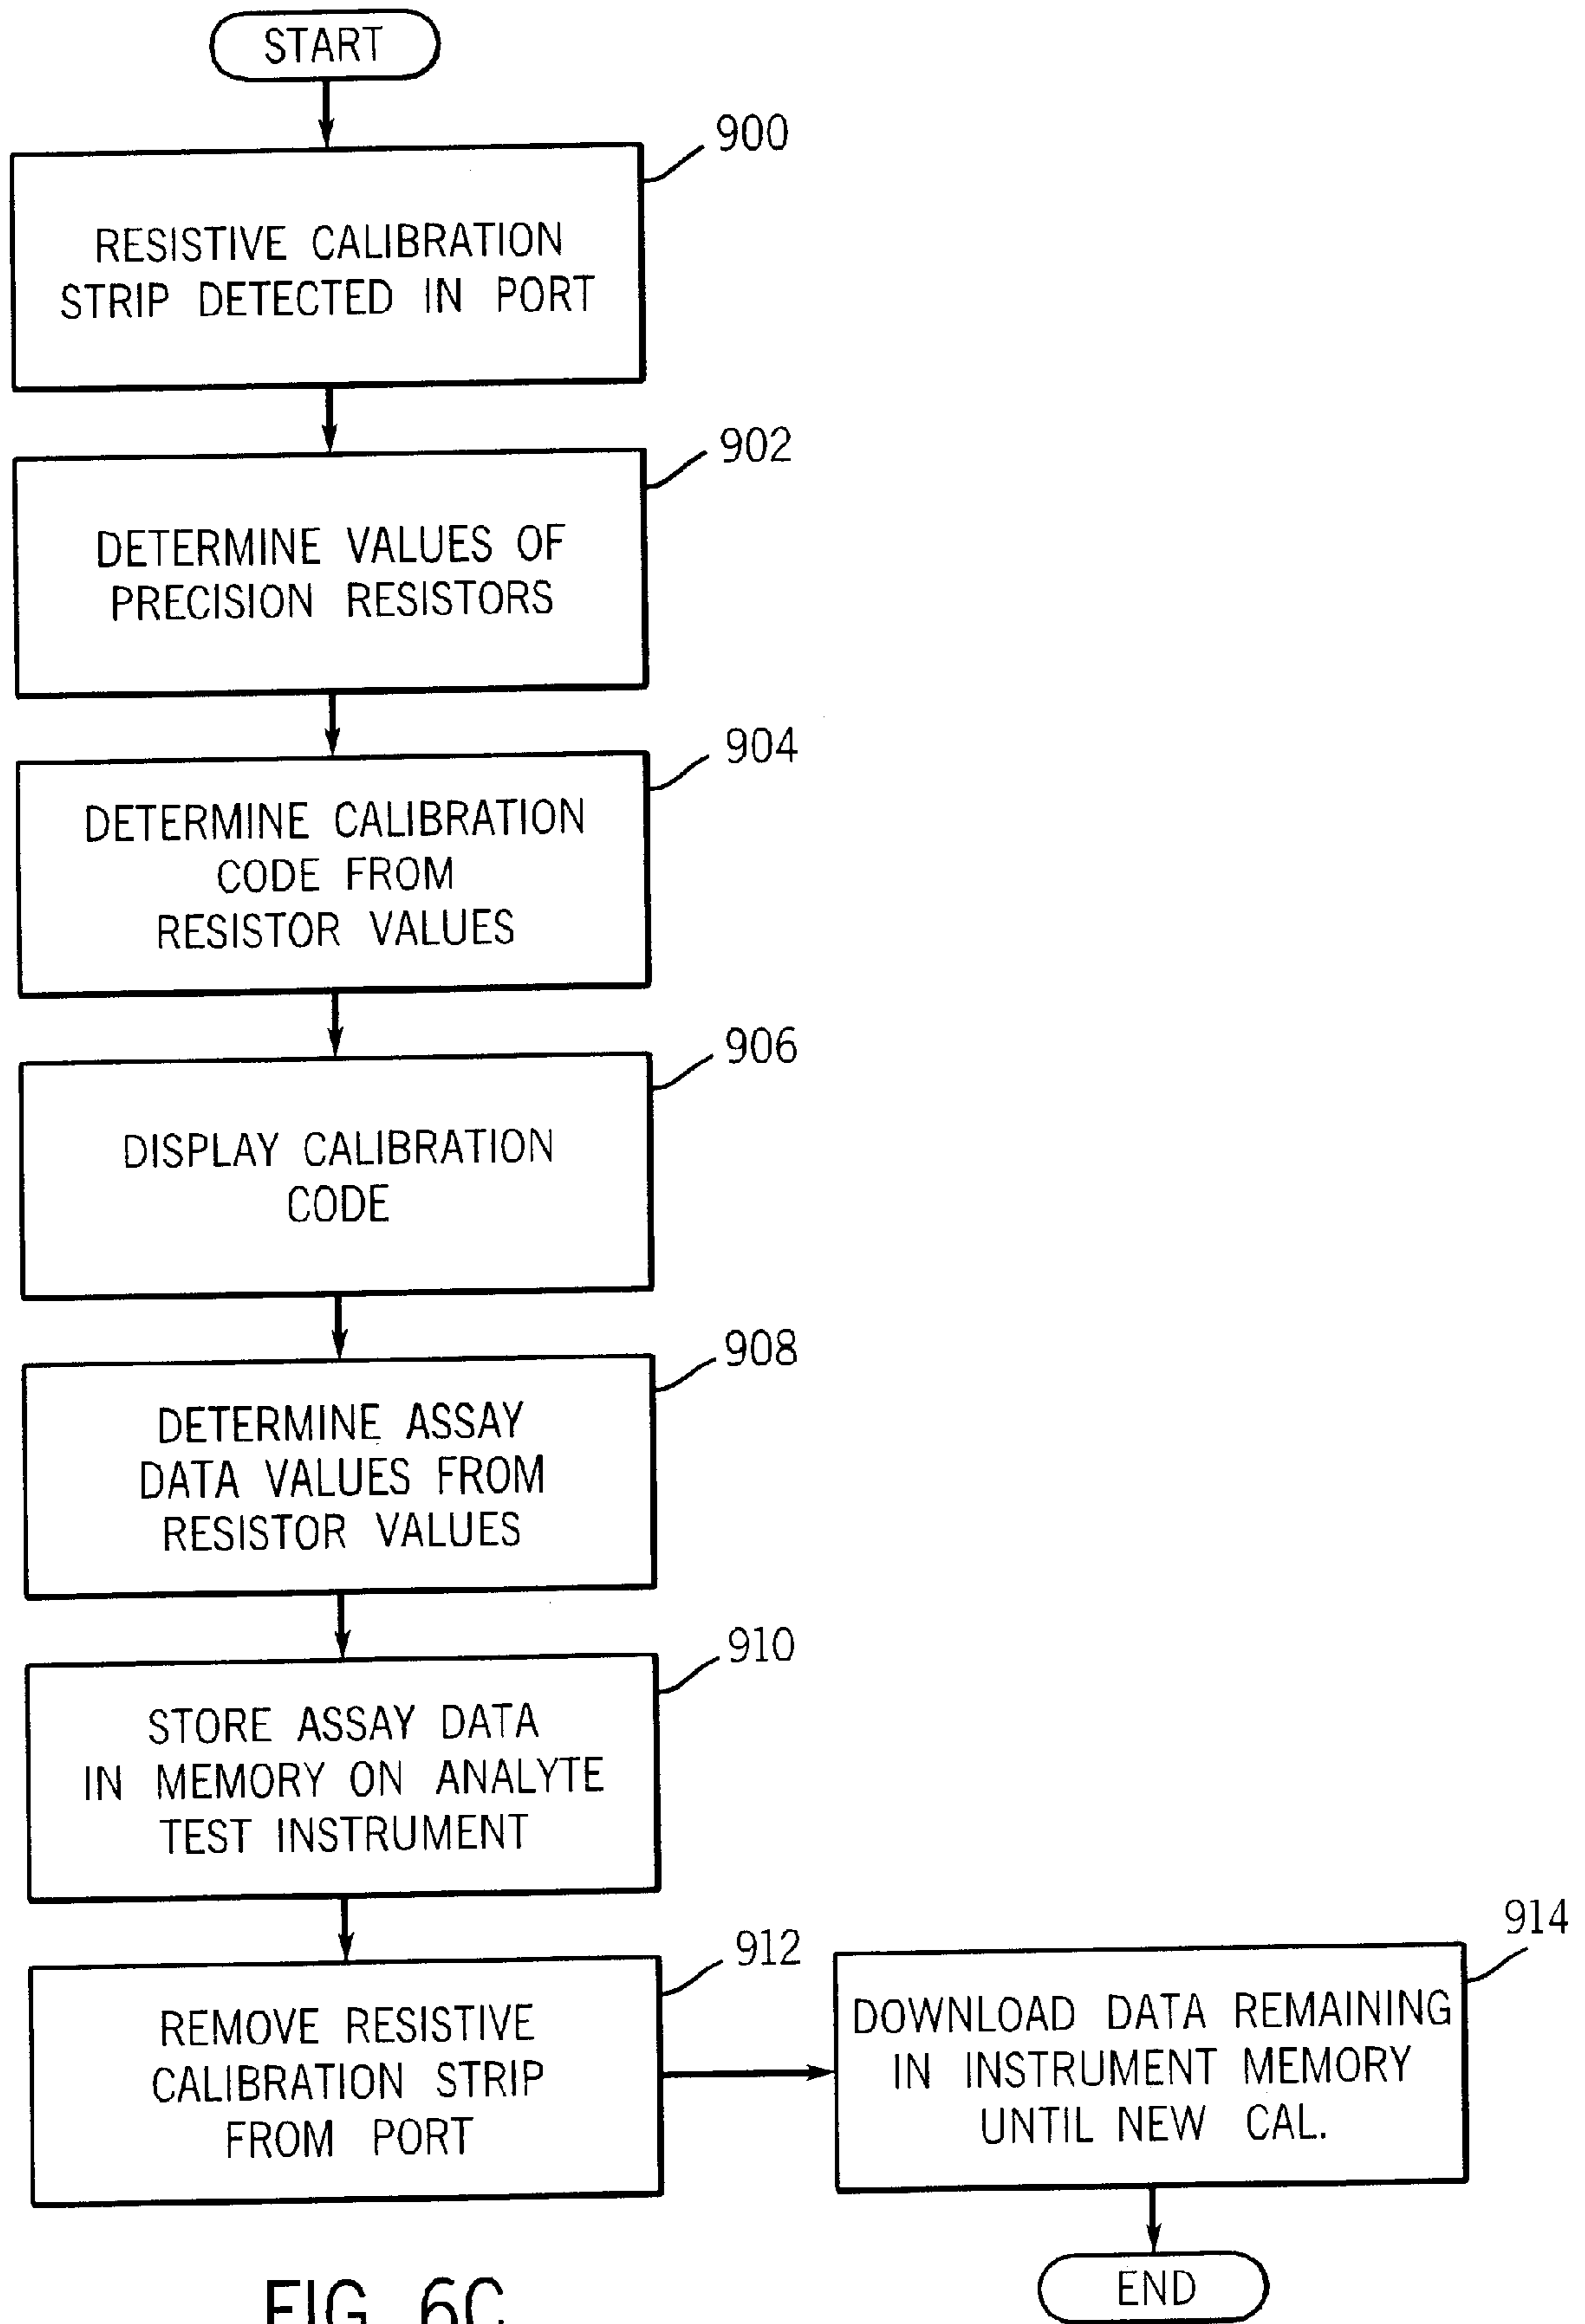 START
900
RESISTIVE CALIBRATION
STRIP DETECTED IN PORT
902
DETERMINE VALUES OF
PRECISION RESISTORS
904
DETERMINE CALIBRATION
CODE FROM
RESISTOR VALUES
906
DISPLAY CALIBRATION
CODE
908
DETERMINE ASSAY
DATA VALUES FROM
RESISTOR VALUES
910
STORE ASSAY DATA
IN MEMORY ON ANALYTE
TEST INSTRUMENT
912
REMOVE RESISTIVE
CALIBRATION STRIP
FROM PORT
914
DOWNLOAD DATA REMAINING
IN INSTRUMENT MEMORY
UNTIL NEW CAL.
END
FIG. 6C